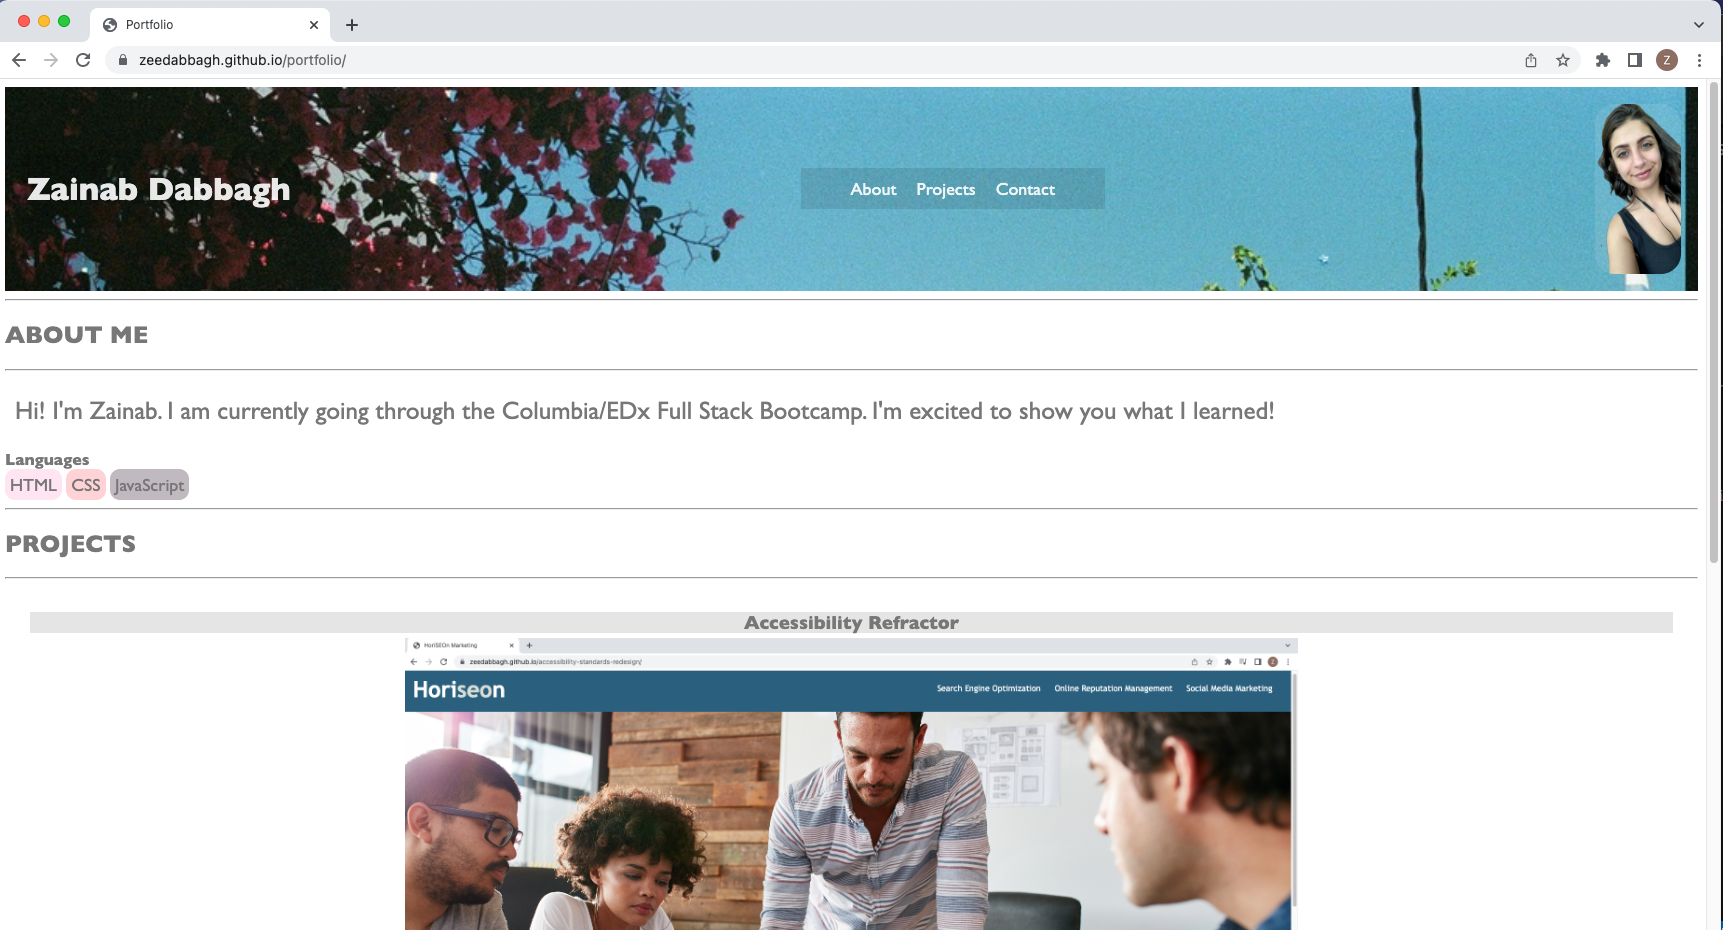 Portfolio
zeedabbagh.github.io/portfolio/
Z
Zainab Dabbagh
About Projects Contact
ABOUT ME
Hi! I'm Zainab. I am currently going through the Columbia/EDx Full Stack Bootcamp. I'm excited to show you what I learned!
Languages
HTML CSS JavaScript
PROJECTS
Accessibility Refractor
HoriSEOn Marketing
zeedabbagh.github.io/accessibility-standards-redesign/
Z
Horiseon
Search Engine Optimization Online Reputation Management Social Media Marketing